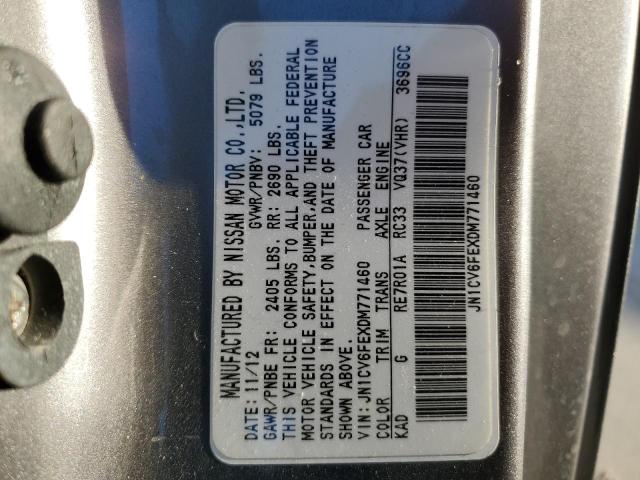 MANUFACTURED BY NISSAN MOTOR CO.,LTD.
DATE: 11/12 GVWR/PNBV: 5079 LBS.
GAWR/PNBE FR: 2405 LBS. RR: 2690 LBS.
THIS VEHICLE CONFORMS TO ALL APPLICABLE FEDERAL
MOTOR VEHICLE SAFETY,BUMPER,AND THEFT PREVENTION
STANDARDS IN EFFECT ON THE DATE OF MANUFACTURE
SHOWN ABOVE.
VIN: JN1CV6FEXDM771460 PASSENGER CAR
COLOR TRIM TRANS AXLE ENGINE
KAD G RE7R01A RC33 VQ37(VHR) 3696CC
JN1CV6FEXDM771460